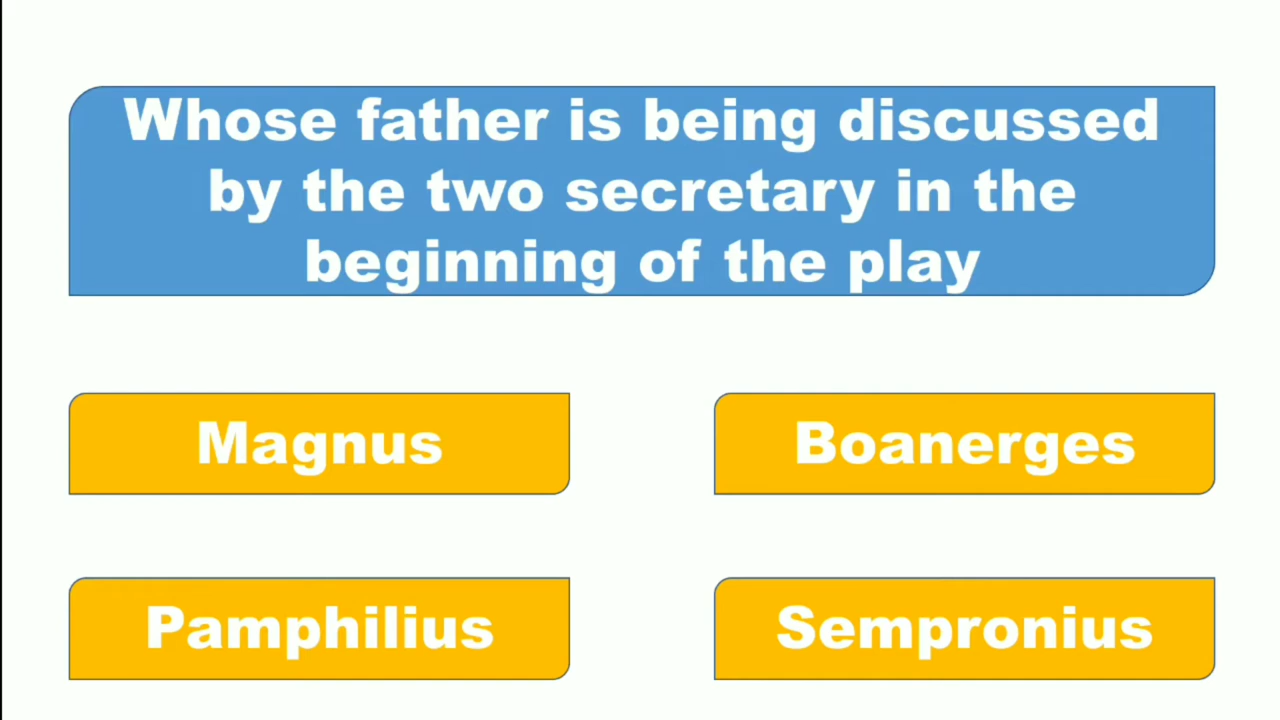 Whose father is being discussed
by the two secretary in the
beginning of the play
Magnus
Boanerges
Pamphilius
Sempronius